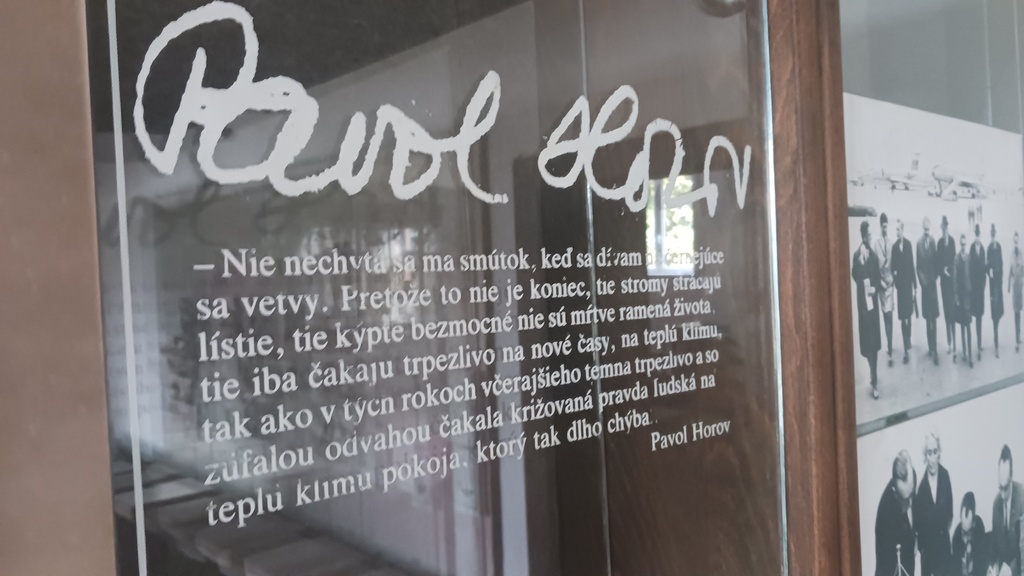 Pavol Horov
– Nie nechytá sa ma smútok, keď sa dívam na černejúce
sa vetvy. Pretože to nie je koniec, tie stromy strácajú
lístie, tie kýpte bezmocné nie sú mŕtve ramená života,
tie iba čakajú trpezlivo na nové časy, na teplú klímu,
tak ako v tých rokoch včerajšieho temna trpezlivo a so
zúfalou odvahou čakala križovaná pravda ľudská na
teplú klímu pokoja, ktorý tak dlho chýba.
Pavol Horov